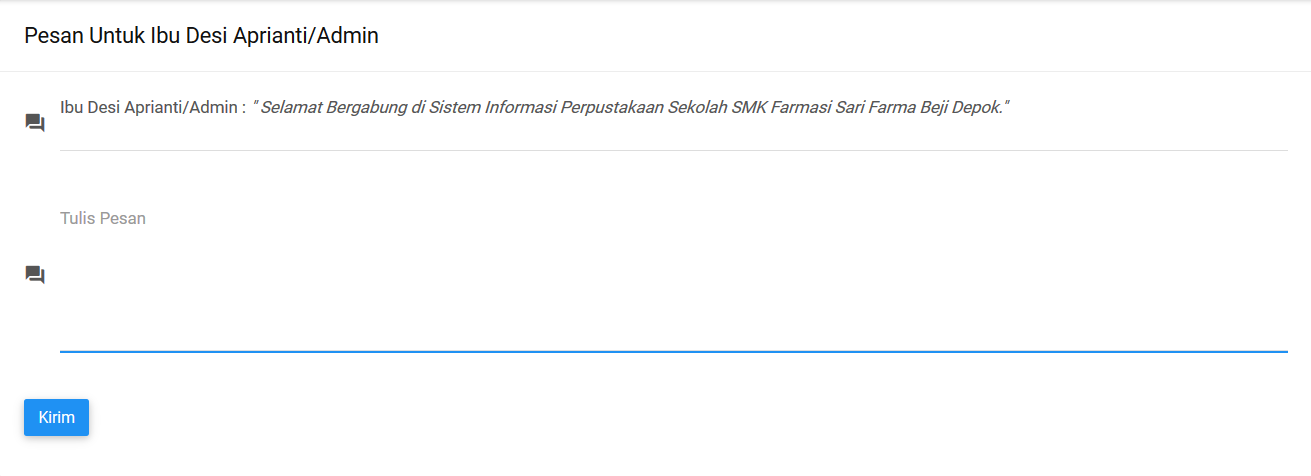 Pesan Untuk Ibu Desi Aprianti/Admin
Ibu Desi Aprianti/Admin : " Selamat Bergabung di Sistem Informasi Perpustakaan Sekolah SMK Farmasi Sari Farma Beji Depok."
Tulis Pesan
Kirim